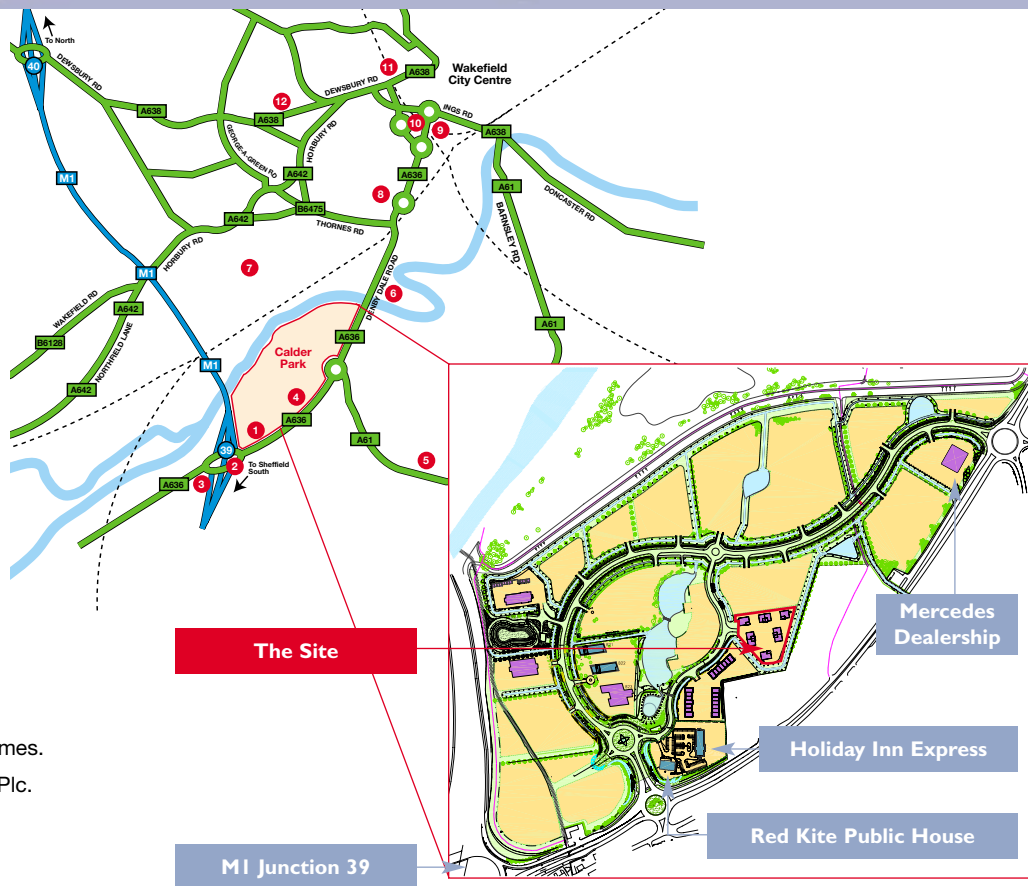 To North
40
DEWSBURY RD
A638
M1
11
A638
DEWSBURY RD
12
A638
Wakefield
City Centre
INGS RD
10
9
A638
GEORGE-A-GREEN RD
HORBURY RD
A642
A636
8
A61
DONCASTER RD
BARNSLEY RD
B6475
A642
THORNES RD
HORBURY RD
7
M1
DENBY DALE ROAD
6
WAKEFIELD RD
A642
B6128
NORTHFIELD LANE
A642
A61
A636
M1
Calder
Park
4
A636
1
39
2
To Sheffield
South
A61
5
A636
3
The Site
Mercedes
Dealership
Holiday Inn Express
Red Kite Public House
M1 Junction 39
mes.
Plc.